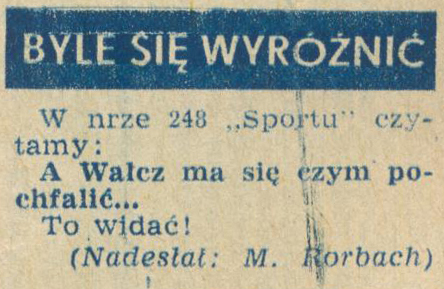 BYLE SIĘ WYRÓŻNIĆ
W nrze 248 „Sportu” czy-
tamy:
A Wałcz ma się czym po-
chfalić...
To widać!
(Nadesłał: M. Rorbach)